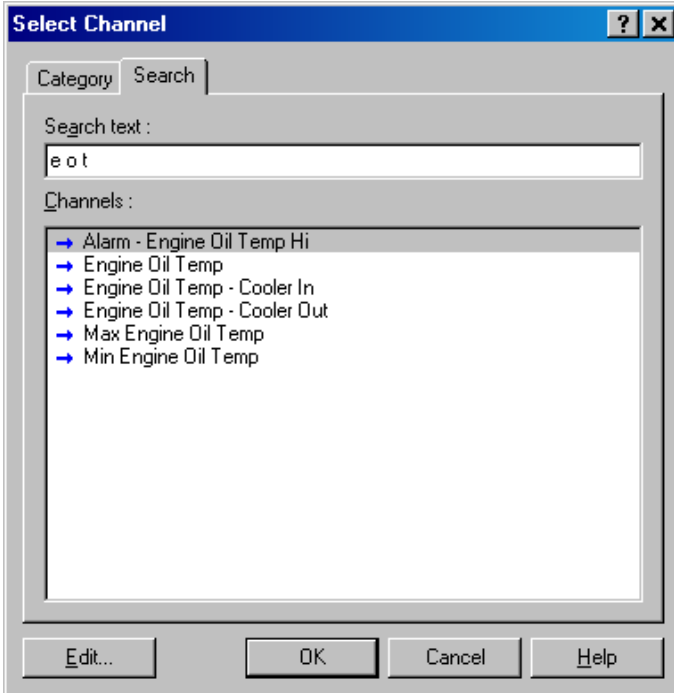 Select Channel
Category Search
Search text :
e o t
Channels :
Alarm - Engine Oil Temp Hi
Engine Oil Temp
Engine Oil Temp - Cooler In
Engine Oil Temp - Cooler Out
Max Engine Oil Temp
Min Engine Oil Temp
Edit... OK Cancel Help